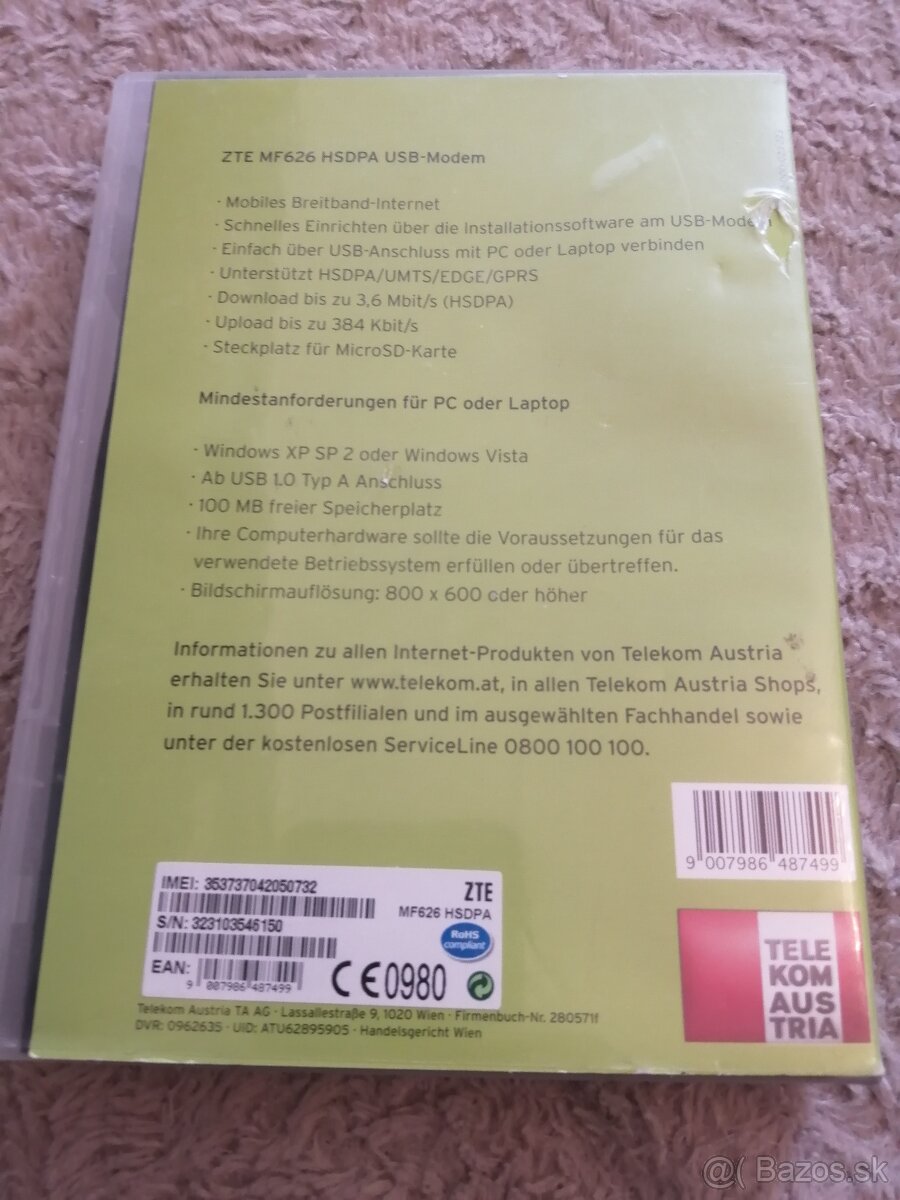 ZTE MF626 HSDPA USB-Modem
· Mobiles Breitband-Internet
· Schnelles Einrichten über die Installationssoftware am USB-Modem
· Einfach über USB-Anschluss mit PC oder Laptop verbinden
· Unterstützt HSDPA/UMTS/EDGE/GPRS
· Download bis zu 3,6 Mbit/s (HSDPA)
· Upload bis zu 384 Kbit/s
· Steckplatz für MicroSD-Karte
Mindestanforderungen für PC oder Laptop
· Windows XP SP 2 oder Windows Vista
· Ab USB 1.0 Typ A Anschluss
· 100 MB freier Speicherplatz
· Ihre Computerhardware sollte die Voraussetzungen für das
verwendete Betriebssystem erfüllen oder übertreffen.
· Bildschirmauflösung: 800 x 600 oder höher
Informationen zu allen Internet-Produkten von Telekom Austria
erhalten Sie unter www.telekom.at, in allen Telekom Austria Shops,
in rund 1.300 Postfilialen und im ausgewählten Fachhandel sowie
unter der kostenlosen ServiceLine 0800 100 100.
9 007986 487499
IMEI: 353737042050732
ZTE
MF626 HSDPA
S/N: 323103546150
RoHS
compliant
EAN:
9 007986 487499
CE0980
TELE
KOM
AUS
TRIA
Telekom Austria TA AG · Lassallestraße 9, 1020 Wien · Firmenbuch-Nr. 280571f
DVR: 0962635 · UID: ATU62895905 · Handelsgericht Wien
@( Bazos.sk